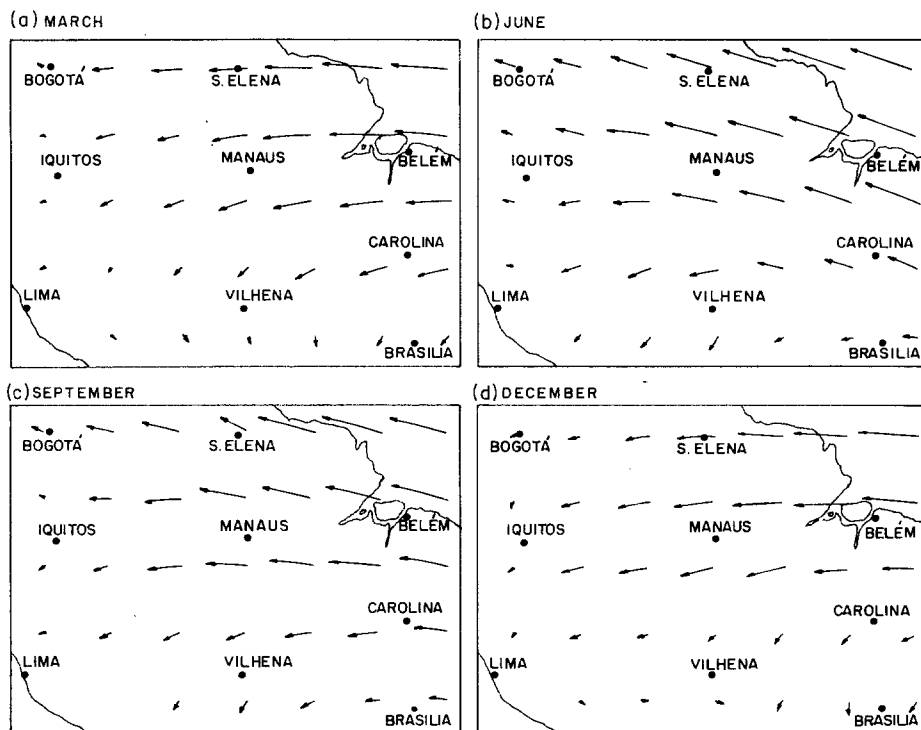 (a) MARCH
BOGOTÁ
S. ELENA
IQUITOS
MANAUS
BELÉM
CAROLINA
LIMA
VILHENA
BRASILIA
(b) JUNE
BOGOTÁ
S. ELENA
IQUITOS
MANAUS
BELÉM
CAROLINA
LIMA
VILHENA
BRASILIA
(c) SEPTEMBER
BOGOTÁ
S. ELENA
IQUITOS
MANAUS
BELÉM
CAROLINA
LIMA
VILHENA
BRASILIA
(d) DECEMBER
BOGOTÁ
S. ELENA
IQUITOS
MANAUS
BELÉM
CAROLINA
LIMA
VILHENA
BRASILIA